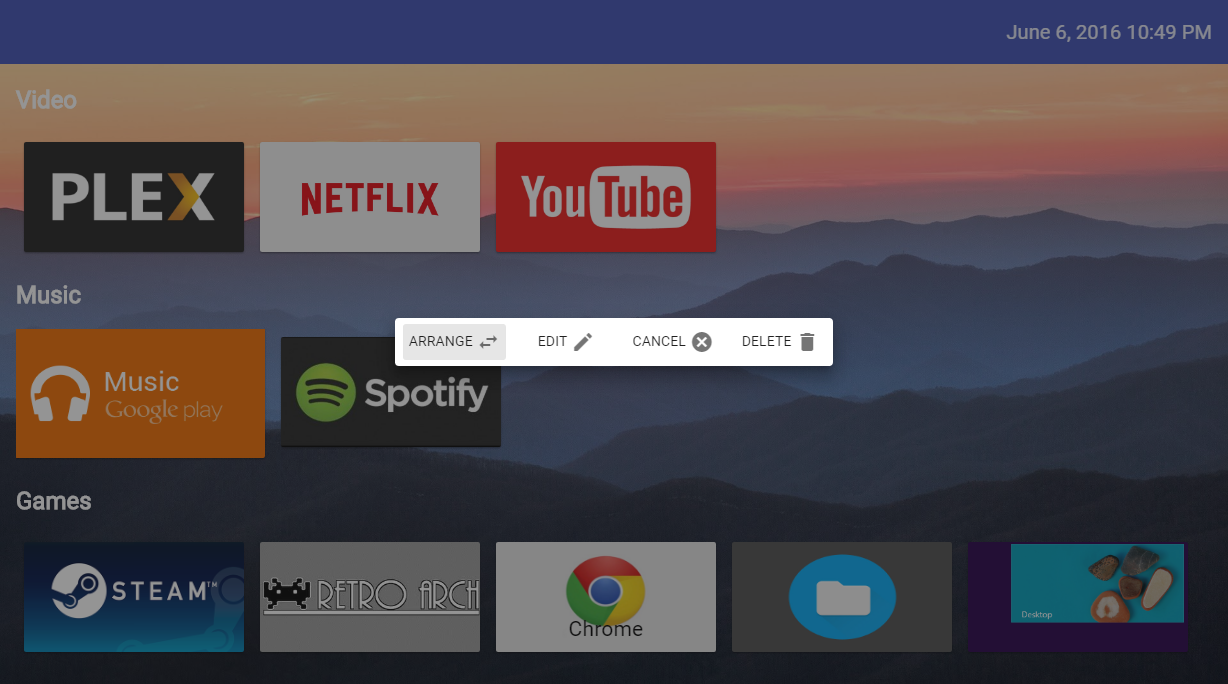 June 6, 2016 10:49 PM
Video
PLEX
NETFLIX
YouTube
Music
ARRANGE
EDIT
CANCEL
DELETE
Music
Google play
Spotify
Games
STEAM™
RETRO ARCH
Chrome
Desktop